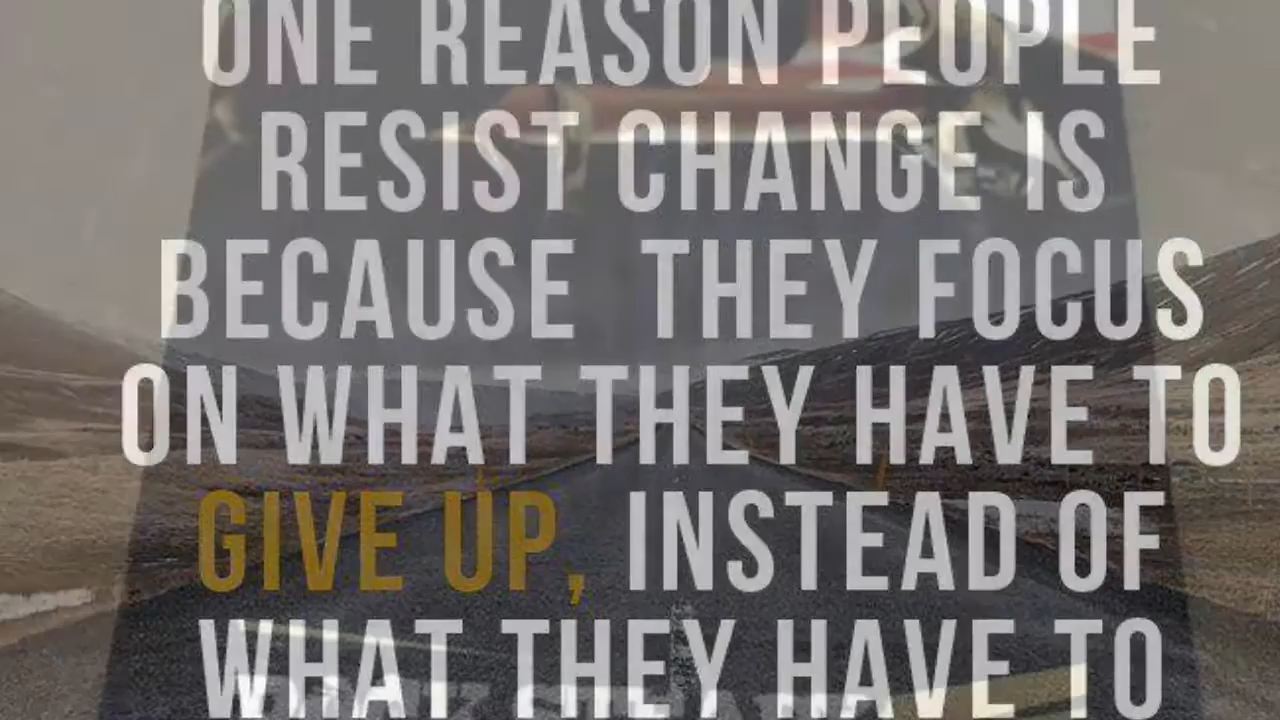 ONE REASON PEOPLE
RESIST CHANGE IS
BECAUSE THEY FOCUS
ON WHAT THEY HAVE TO
GIVE UP, INSTEAD OF
WHAT THEY HAVE TO